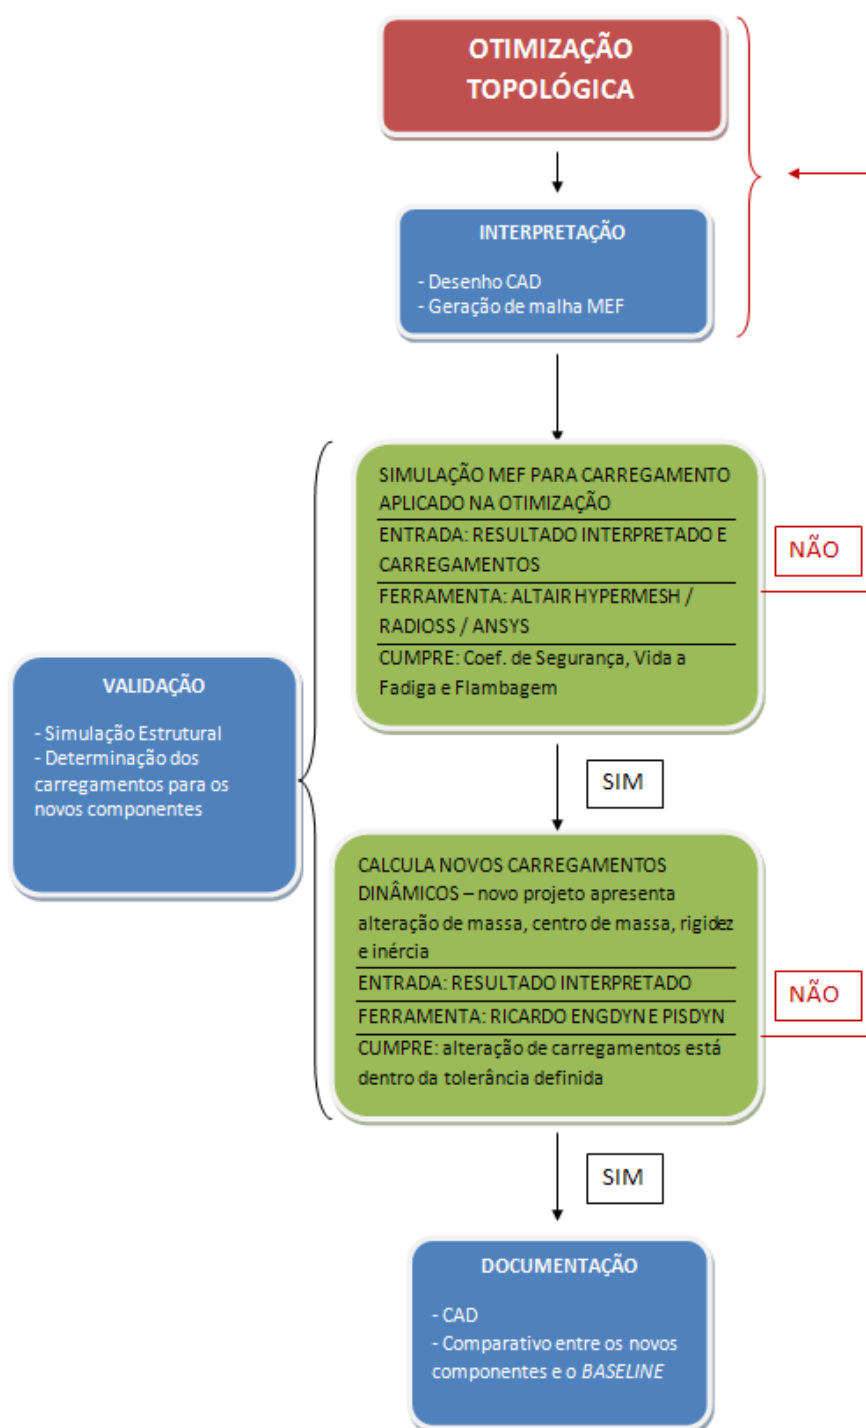 OTIMIZAÇÃO
TOPOLÓGICA
INTERPRETAÇÃO
- Desenho CAD
- Geração de malha MEF
SIMULAÇÃO MEF PARA CARREGAMENTO
APLICADO NA OTIMIZAÇÃO
ENTRADA: RESULTADO INTERPRETADO E
CARREGAMENTOS
FERRAMENTA: ALTAIR HYPERMESH /
RADIOSS / ANSYS
CUMPRE: Coef. de Segurança, Vida a
Fadiga e Flambagem
NÃO
VALIDAÇÃO
- Simulação Estrutural
- Determinação dos
carregamentos para os
novos componentes
SIM
CALCULA NOVOS CARREGAMENTOS
DINÂMICOS – novo projeto apresenta
alteração de massa, centro de massa, rigidez
e inércia
ENTRADA: RESULTADO INTERPRETADO
FERRAMENTA: RICARDO ENGDYN E PISDYN
CUMPRE: alteração de carregamentos está
dentro da tolerância definida
NÃO
SIM
DOCUMENTAÇÃO
- CAD
- Comparativo entre os novos
componentes e o BASELINE